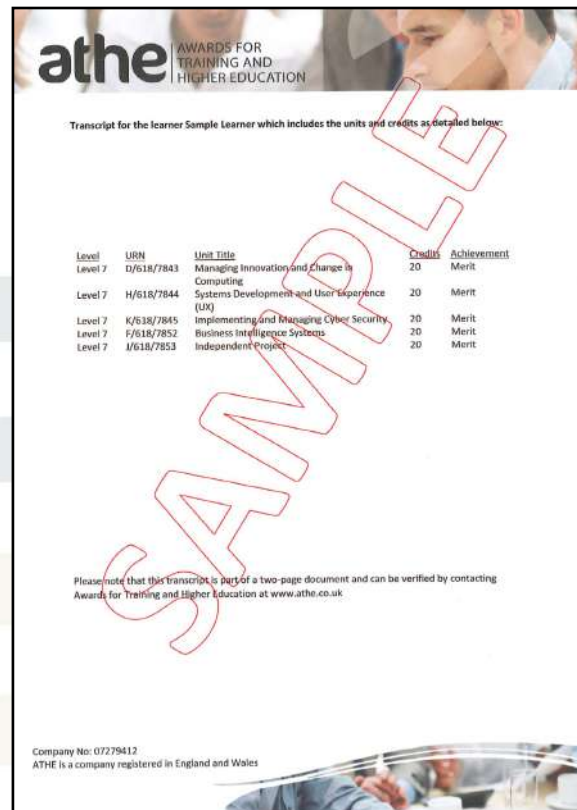 athe AWARDS FOR
TRAINING AND
HIGHER EDUCATION
Transcript for the learner Sample Learner which includes the units and credits as detailed below:
Level URN Unit Title Credits Achievement
Level 7 D/618/7843 Managing Innovation and Change in 20 Merit
Computing
Level 7 H/618/7844 Systems Development and User Experience 20 Merit
(UX)
Level 7 K/618/7845 Implementing and Managing Cyber Security 20 Merit
Level 7 F/618/7852 Business Intelligence Systems 20 Merit
Level 7 J/618/7853 Independent Project 20 Merit
SAMPLE
Please note that this transcript is part of a two-page document and can be verified by contacting
Awards for Training and Higher Education at www.athe.co.uk
Company No: 07279412
ATHE is a company registered in England and Wales